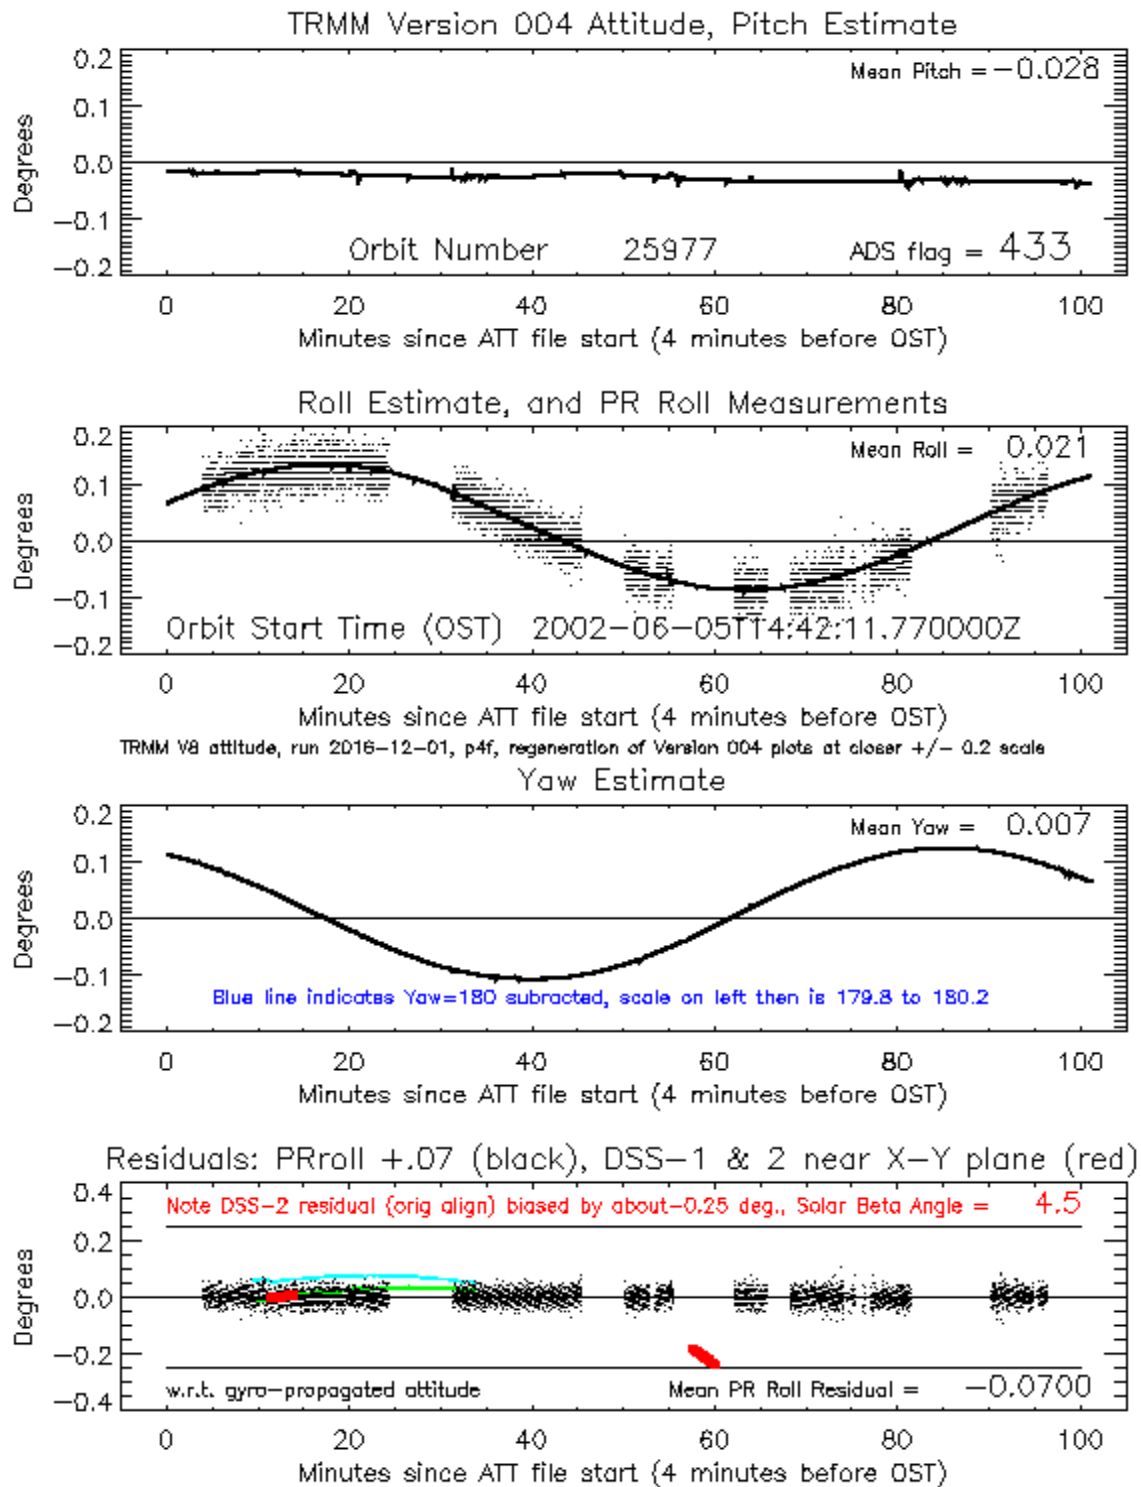 TRMM Version 004 Attitude, Pitch Estimate
0.2
Mean Pitch = -0.028
0.1
0.0
-0.1
-0.2
Degrees
Orbit Number 25977 ADS flag = 433
0 20 40 60 80 100
Minutes since ATT file start (4 minutes before OST)
Roll Estimate, and PR Roll Measurements
0.2
Mean Roll = 0.021
0.1
0.0
-0.1
-0.2
Degrees
Orbit Start Time (OST) 2002-06-05T14:42:11.770000Z
0 20 40 60 80 100
Minutes since ATT file start (4 minutes before OST)
TRMM V8 attitude, run 2016-12-01, p4f, regeneration of Version 004 plots at closer +/- 0.2 scale
Yaw Estimate
0.2
Mean Yaw = 0.007
0.1
0.0
-0.1
-0.2
Degrees
Blue line indicates Yaw=180 subracted, scale on left then is 179.8 to 180.2
0 20 40 60 80 100
Minutes since ATT file start (4 minutes before OST)
Residuals: PRroll +.07 (black), DSS-1 & 2 near X-Y plane (red)
0.4
Note DSS-2 residual (orig align) biased by about-0.25 deg., Solar Beta Angle = 4.5
0.2
0.0
-0.2
-0.4
Degrees
w.r.t. gyro-propagated attitude
Mean PR Roll Residual = -0.0700
0 20 40 60 80 100
Minutes since ATT file start (4 minutes before OST)